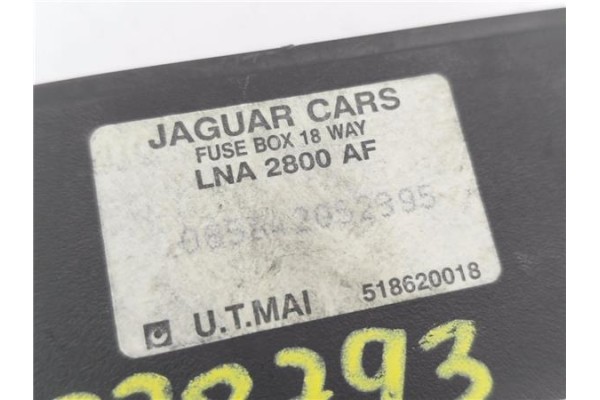 JAGUAR CARS
FUSE BOX 18 WAY
LNA 2800 AF
U.T.MAI 518620018